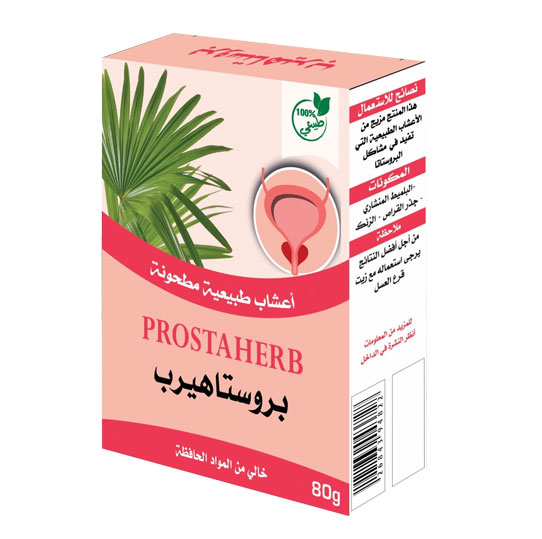 بروستاهيرب
100%
طبيعي
أعشاب طبيعية مطحونة
PROSTAHERB
بروستاهيرب
خالي من المواد الحافظة
80g
نصائح للاستعمال
هذا المنتج مزيج من
الأعشاب الطبيعية التي
تفيد في مشاكل
البروستاتا
المكونات
-البلميط المنشاري
- جذر القراص - الزنك
ملاحظة
من أجل أفضل النتائج
يرجى استعماله مع زيت
قرع العسل
للمزيد من المعلومات
أنظر النشرة في الداخل